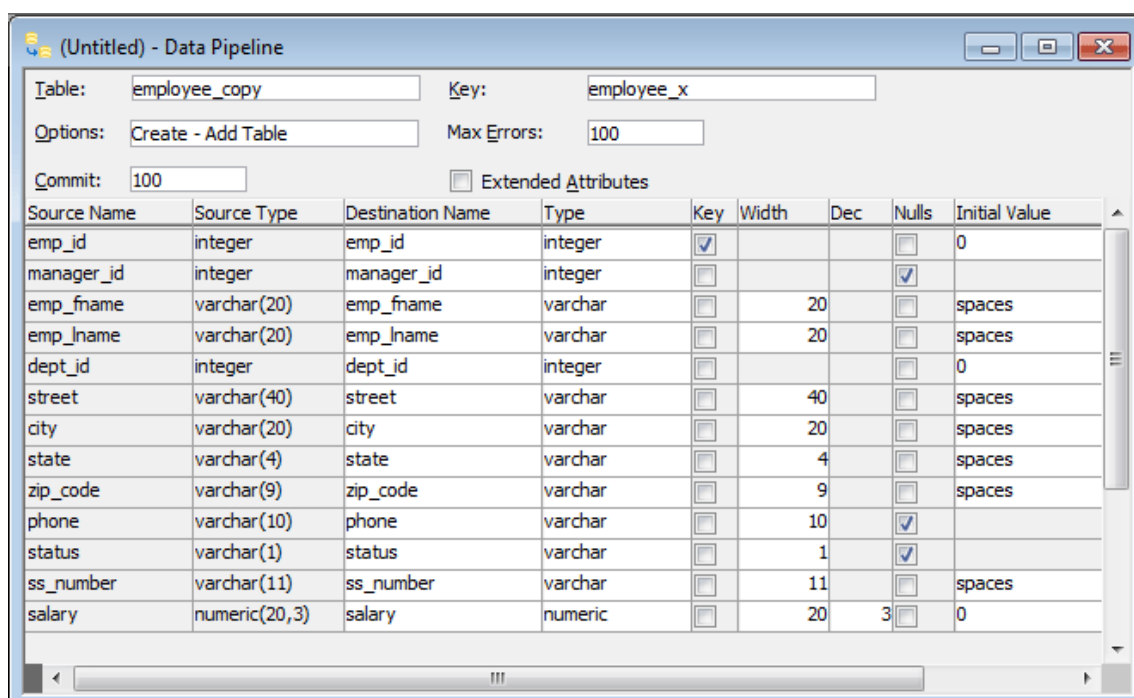 (Untitled) - Data Pipeline
Table: employee_copy Key: employee_x
Options: Create - Add Table Max Errors: 100
Commit: 100 Extended Attributes
Source Name Source Type Destination Name Type Key Width Dec Nulls Initial Value
emp_id integer emp_id integer 0
manager_id integer manager_id integer
emp_fname varchar(20) emp_fname varchar 20 spaces
emp_lname varchar(20) emp_lname varchar 20 spaces
dept_id integer dept_id integer 0
street varchar(40) street varchar 40 spaces
city varchar(20) city varchar 20 spaces
state varchar(4) state varchar 4 spaces
zip_code varchar(9) zip_code varchar 9 spaces
phone varchar(10) phone varchar 10
status varchar(1) status varchar 1
ss_number varchar(11) ss_number varchar 11 spaces
salary numeric(20,3) salary numeric 20 3 0